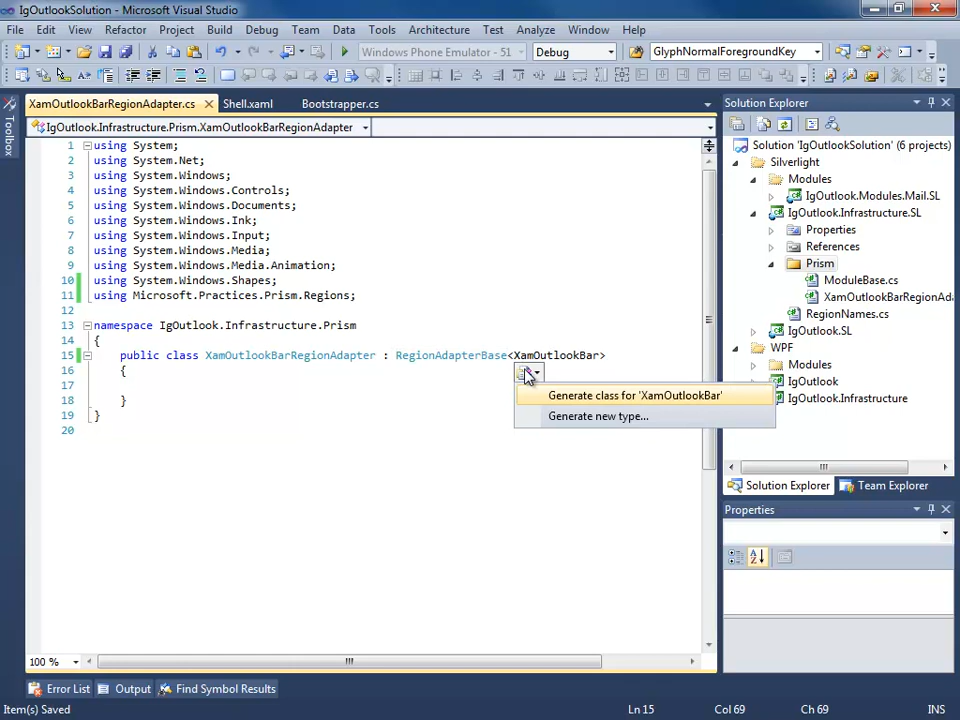 IgOutlookSolution - Microsoft Visual Studio
File Edit View Refactor Project Build Debug Team Data Tools Architecture Test Analyze Window Help
Windows Phone Emulator - 51 Debug GlyphNormalForegroundKey
XamOutlookBarRegionAdapter.cs Shell.xaml Bootstrapper.cs
IgOutlook.Infrastructure.Prism.XamOutlookBarRegionAdapter
1 using System;
2 using System.Net;
3 using System.Windows;
4 using System.Windows.Controls;
5 using System.Windows.Documents;
6 using System.Windows.Ink;
7 using System.Windows.Input;
8 using System.Windows.Media;
9 using System.Windows.Media.Animation;
10 using System.Windows.Shapes;
11 using Microsoft.Practices.Prism.Regions;
12
13 namespace IgOutlook.Infrastructure.Prism
14 {
15 public class XamOutlookBarRegionAdapter : RegionAdapterBase<XamOutlookBar>
16 {
17
18 }
19 }
20
Generate class for 'XamOutlookBar'
Generate new type...
100 %
Toolbox
Solution Explorer
Solution 'IgOutlookSolution' (6 projects)
Silverlight
Modules
IgOutlook.Modules.Mail.SL
IgOutlook.Infrastructure.SL
Properties
References
Prism
ModuleBase.cs
XamOutlookBarRegionAda
RegionNames.cs
IgOutlook.SL
WPF
Modules
IgOutlook
IgOutlook.Infrastructure
Solution Explorer Team Explorer
Properties
Error List Output Find Symbol Results
Item(s) Saved Ln 15 Col 69 Ch 69 INS